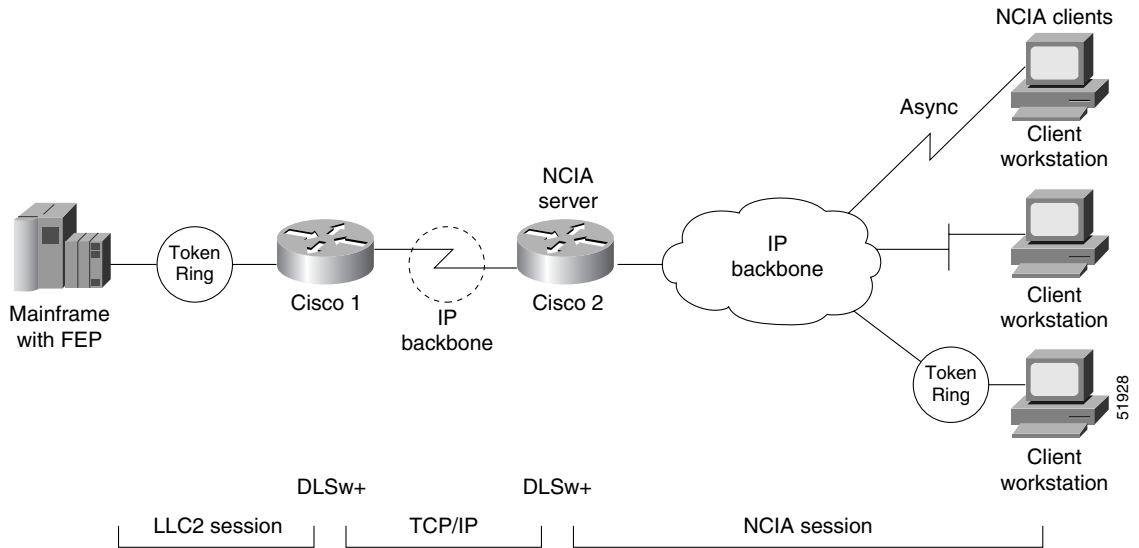 NCIA clients
Async
Client
workstation
NCIA
server
Token
Ring
IP
backbone
Mainframe
with FEP
Cisco 1
IP
backbone
Cisco 2
Client
workstation
Token
Ring
51928
Client
workstation
DLSw+
DLSw+
LLC2 session
TCP/IP
NCIA session